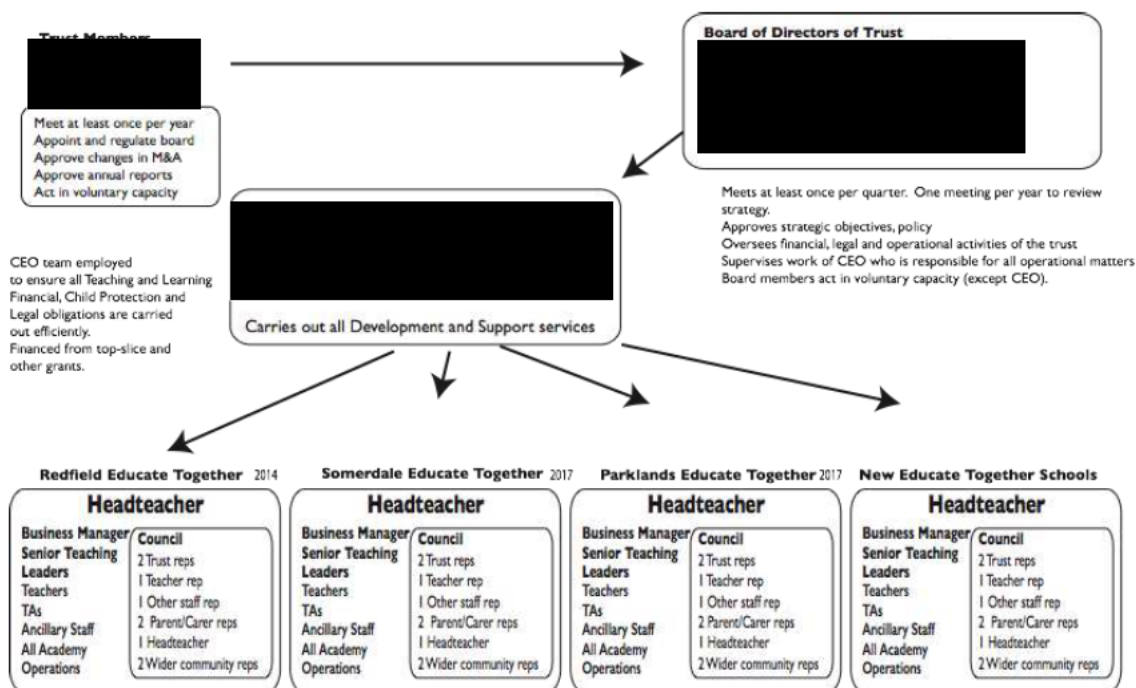 Trust Members
Meet at least once per year
Appoint and regulate board
Approve changes in M&A
Approve annual reports
Act in voluntary capacity
Board of Directors of Trust
Meets at least once per quarter. One meeting per year to review
strategy.
Approves strategic objectives, policy
Oversees financial, legal and operational activities of the trust
Supervises work of CEO who is responsible for all operational matters
Board members act in voluntary capacity (except CEO).
CEO team employed
to ensure all Teaching and Learning
Financial, Child Protection and
Legal obligations are carried
out efficiently.
Financed from top-slice and
other grants.
Carries out all Development and Support services
Redfield Educate Together 2014
Headteacher
Business Manager
Senior Teaching
Leaders
Teachers
TAs
Ancillary Staff
All Academy
Operations
Council
2 Trust reps
1 Teacher rep
1 Other staff rep
2 Parent/Carer reps
1 Headteacher
2 Wider community reps
Somerdale Educate Together 2017
Headteacher
Business Manager
Senior Teaching
Leaders
Teachers
TAs
Ancillary Staff
All Academy
Operations
Council
2 Trust reps
1 Teacher rep
1 Other staff rep
2 Parent/Carer reps
1 Headteacher
2 Wider community reps
Parklands Educate Together 2017
Headteacher
Business Manager
Senior Teaching
Leaders
Teachers
TAs
Ancillary Staff
All Academy
Operations
Council
2 Trust reps
1 Teacher rep
1 Other staff rep
2 Parent/Carer reps
1 Headteacher
2 Wider community reps
New Educate Together Schools
Headteacher
Business Manager
Senior Teaching
Leaders
Teachers
TAs
Ancillary Staff
All Academy
Operations
Council
2 Trust reps
1 Teacher rep
1 Other staff rep
2 Parent/Carer reps
1 Headteacher
2 Wider community reps